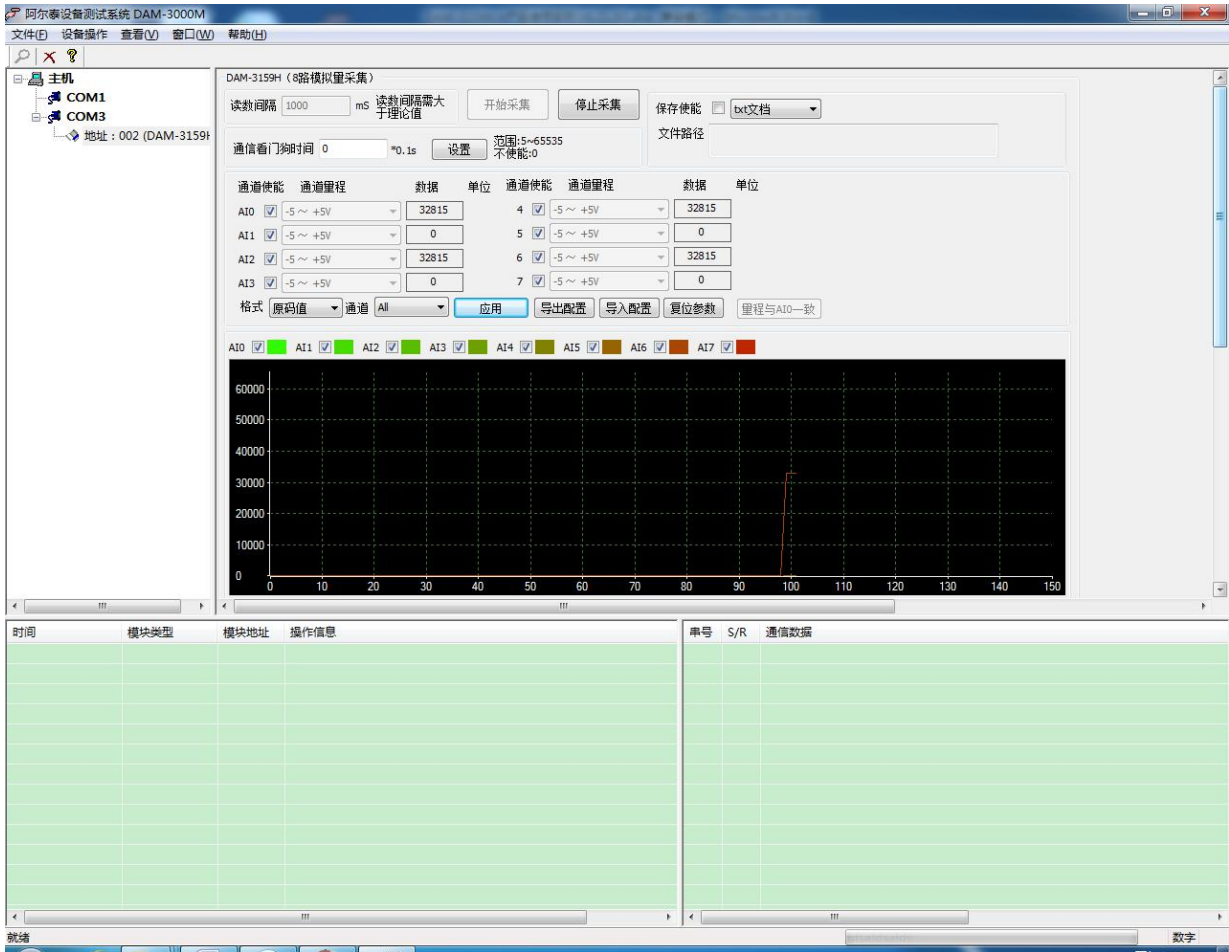 阿尔泰设备测试系统 DAM-3000M
文件(F) 设备操作 查看(V) 窗口(W) 帮助(H)
主机
COM1
COM3
地址：002 (DAM-3159H
DAM-3159H（8路模拟量采集）
读数间隔 1000 mS 读数间隔需大
于理论值
开始采集 停止采集
保存使能 txt文档
文件路径
通信看门狗时间 0 *0.1s 设置 范围:5~65535
不使能:0
通道使能 通道量程 数据 单位 通道使能 通道量程 数据 单位
AI0 -5～ +5V 32815 4 -5～ +5V 32815
AI1 -5～ +5V 0 5 -5～ +5V 0
AI2 -5～ +5V 32815 6 -5～ +5V 32815
AI3 -5～ +5V 0 7 -5～ +5V 0
格式 原码值 通道 All 应用 导出配置 导入配置 复位参数 量程与AI0一致
AI0 AI1 AI2 AI3 AI4 AI5 AI6 AI7
60000
50000
40000
30000
20000
10000
0
0 10 20 30 40 50 60 70 80 90 100 110 120 130 140 150
时间 模块类型 模块地址 操作信息
串号 S/R 通信数据
就绪 数字